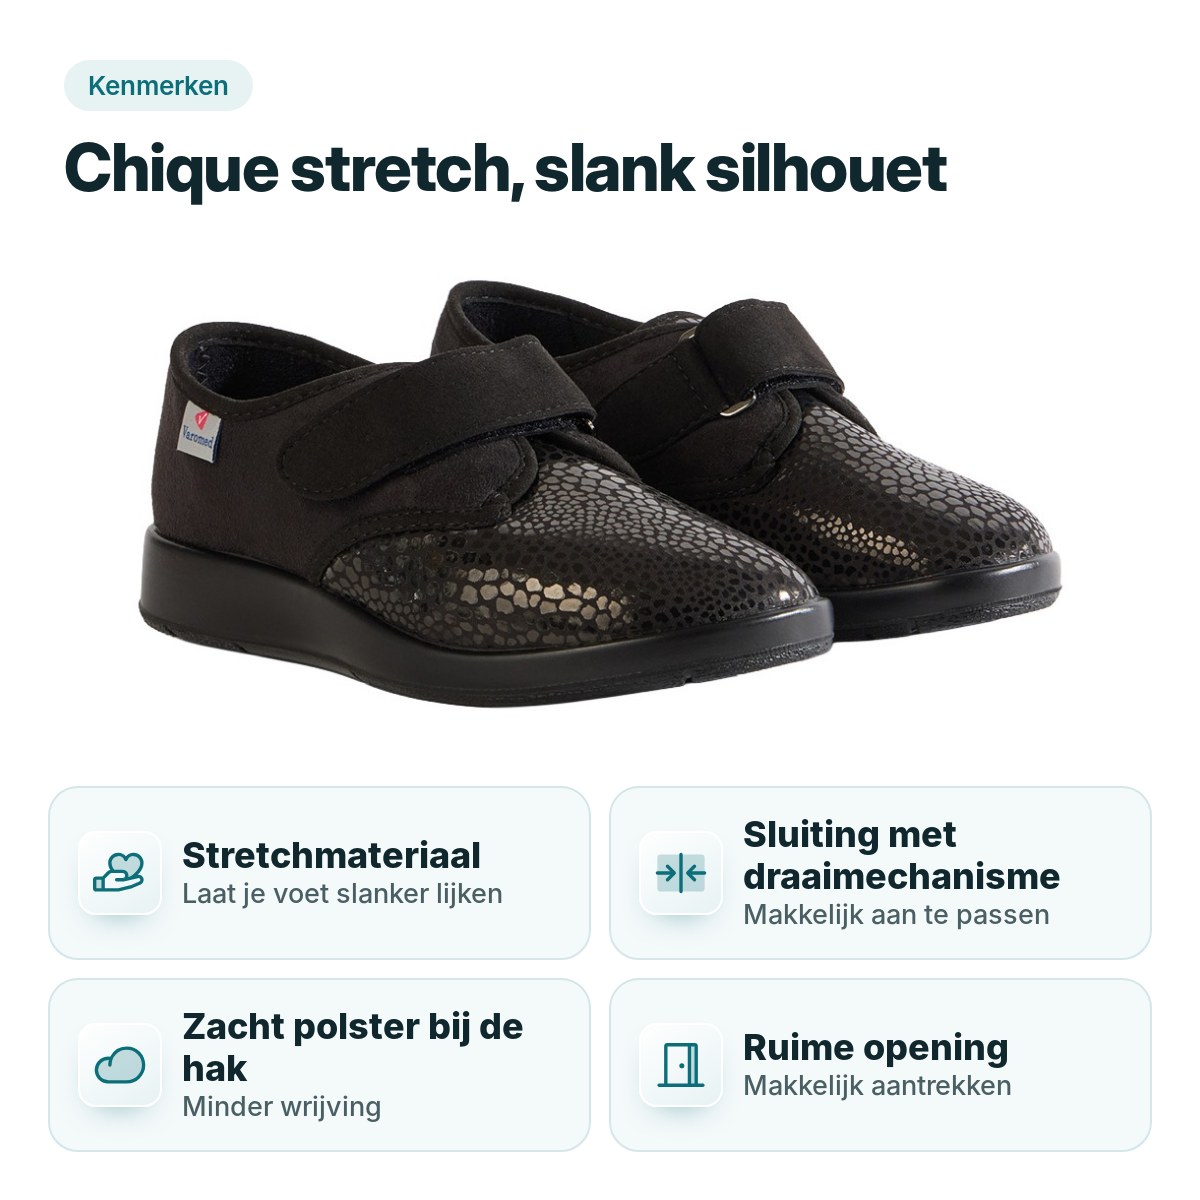 Kenmerken
Chique stretch, slank silhouet
Varomed
Stretchmateriaal
Laat je voet slanker lijken
Sluiting met
draaimechanisme
Makkelijk aan te passen
Zacht polster bij de
hak
Minder wrijving
Ruime opening
Makkelijk aantrekken